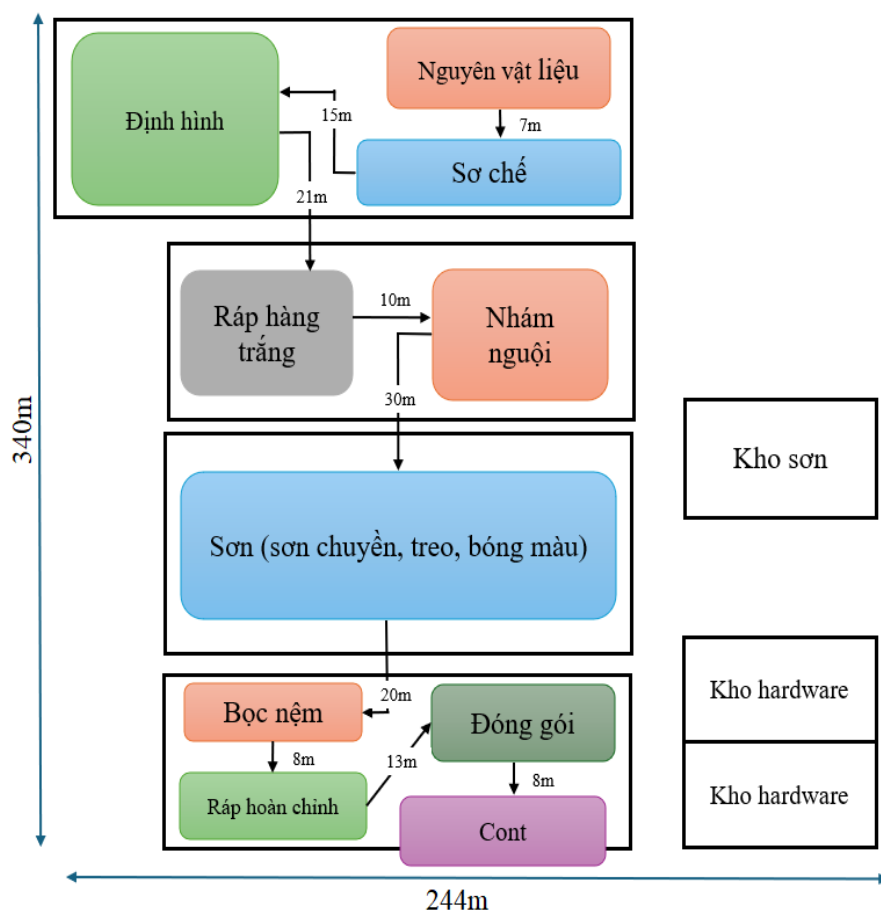 Nguyên vật liệu
Định hình
15m
7m
Sơ chế
21m
Ráp hàng
trắng
10m
Nhám
nguội
30m
340m
Kho sơn
Sơn (sơn chuyền, treo, bóng màu)
20m
Bọc nệm
Đóng gói
Kho hardware
8m
13m
8m
Ráp hoàn chỉnh
Kho hardware
Cont
244m